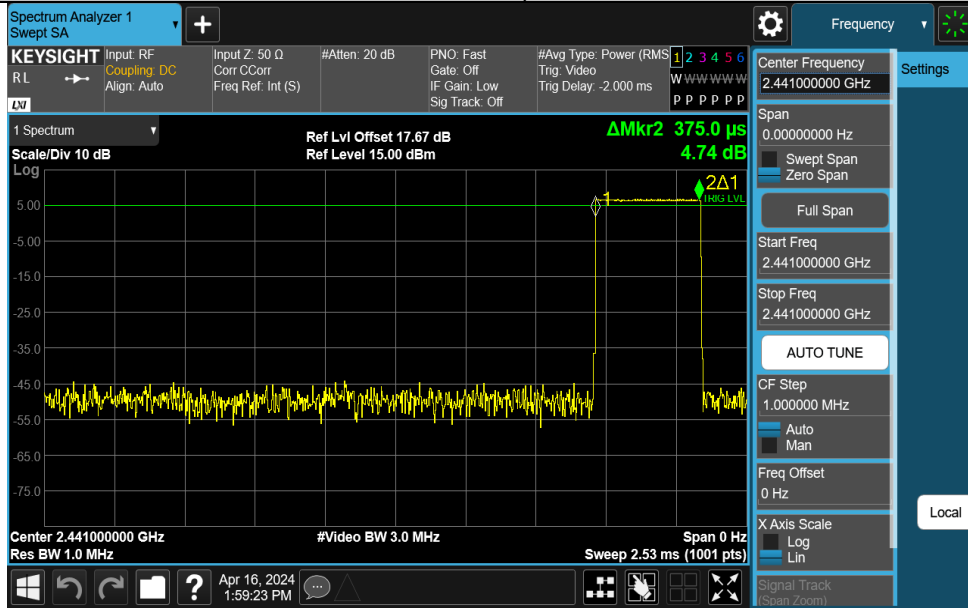 Spectrum Analyzer 1
Swept SA
Frequency
KEYSIGHT
R L
LXI
Input: RF
Coupling: DC
Align: Auto
Input Z: 50 Ω
Corr CCorr
Freq Ref: Int (S)
#Atten: 20 dB
PNO: Fast
Gate: Off
IF Gain: Low
Sig Track: Off
#Avg Type: Power (RMS
Trig: Video
Trig Delay: -2.000 ms
1 2 3 4 5 6
W W W W W W
P P P P P P
1 Spectrum
Scale/Div 10 dB
Log
Ref Lvl Offset 17.67 dB
Ref Level 15.00 dBm
ΔMkr2 375.0 µs
4.74 dB
2Δ1
1
TRIG LVL
5.00
-5.00
-15.0
-25.0
-35.0
-45.0
-55.0
-65.0
-75.0
Center 2.441000000 GHz
#Video BW 3.0 MHz
Span 0 Hz
Res BW 1.0 MHz
Sweep 2.53 ms (1001 pts)
Center Frequency
2.441000000 GHz
Settings
Span
0.00000000 Hz
Swept Span
Zero Span
Full Span
Start Freq
2.441000000 GHz
Stop Freq
2.441000000 GHz
AUTO TUNE
CF Step
1.000000 MHz
Auto
Man
Freq Offset
0 Hz
Local
X Axis Scale
Log
Lin
Signal Track
(Span Zoom)
?
Apr 16, 2024
1:59:23 PM